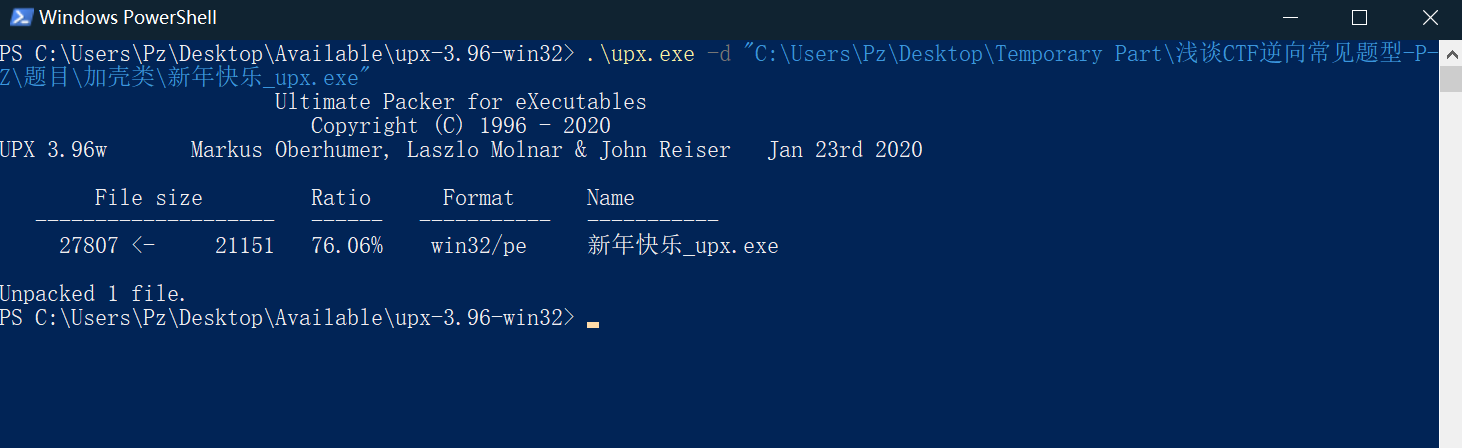 Windows PowerShell
PS C:\Users\Pz\Desktop\Available\upx-3.96-win32> .\upx.exe -d "C:\Users\Pz\Desktop\Temporary Part\浅谈CTF逆向常见题型-P-
Z\题目\加壳类\新年快乐_upx.exe"
Ultimate Packer for eXecutables
Copyright (C) 1996 - 2020
UPX 3.96w       Markus Oberhumer, Laszlo Molnar & John Reiser   Jan 23rd 2020
File size         Ratio      Format      Name
--------------------   ------   -----------   -----------
27807 <-     21151   76.06%    win32/pe     新年快乐_upx.exe
Unpacked 1 file.
PS C:\Users\Pz\Desktop\Available\upx-3.96-win32>